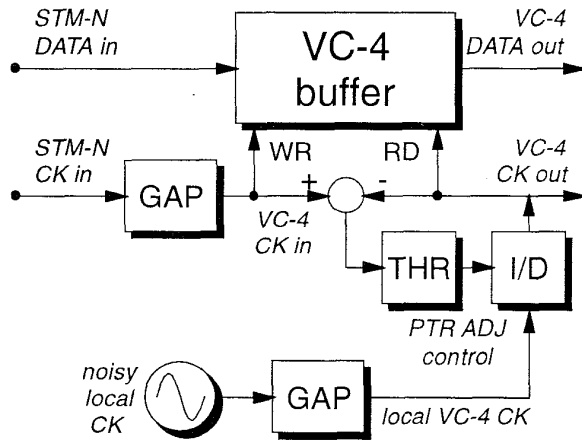 STM-N
DATA in
VC-4
buffer
VC-4
DATA out
STM-N
CK in
WR
RD
VC-4
CK out
GAP
+
-
VC-4
CK in
THR
I/D
PTR ADJ
control
noisy
local
CK
GAP
local VC-4 CK